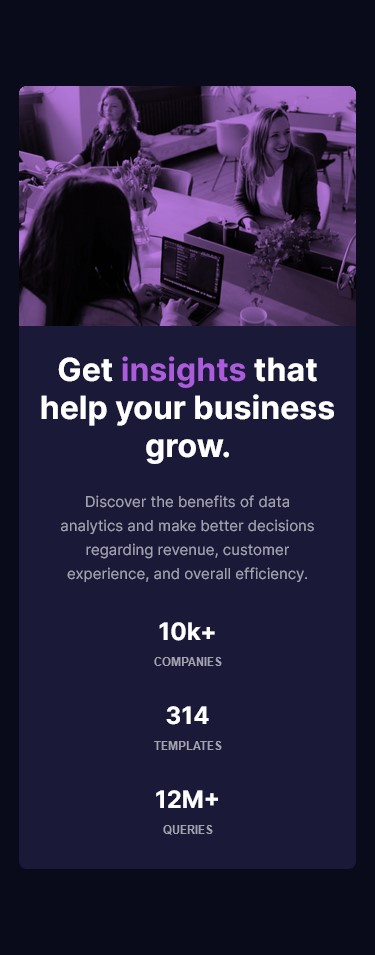 Get insights that
help your business
grow.
Discover the benefits of data
analytics and make better decisions
regarding revenue, customer
experience, and overall efficiency.
10k+
COMPANIES
314
TEMPLATES
12M+
QUERIES